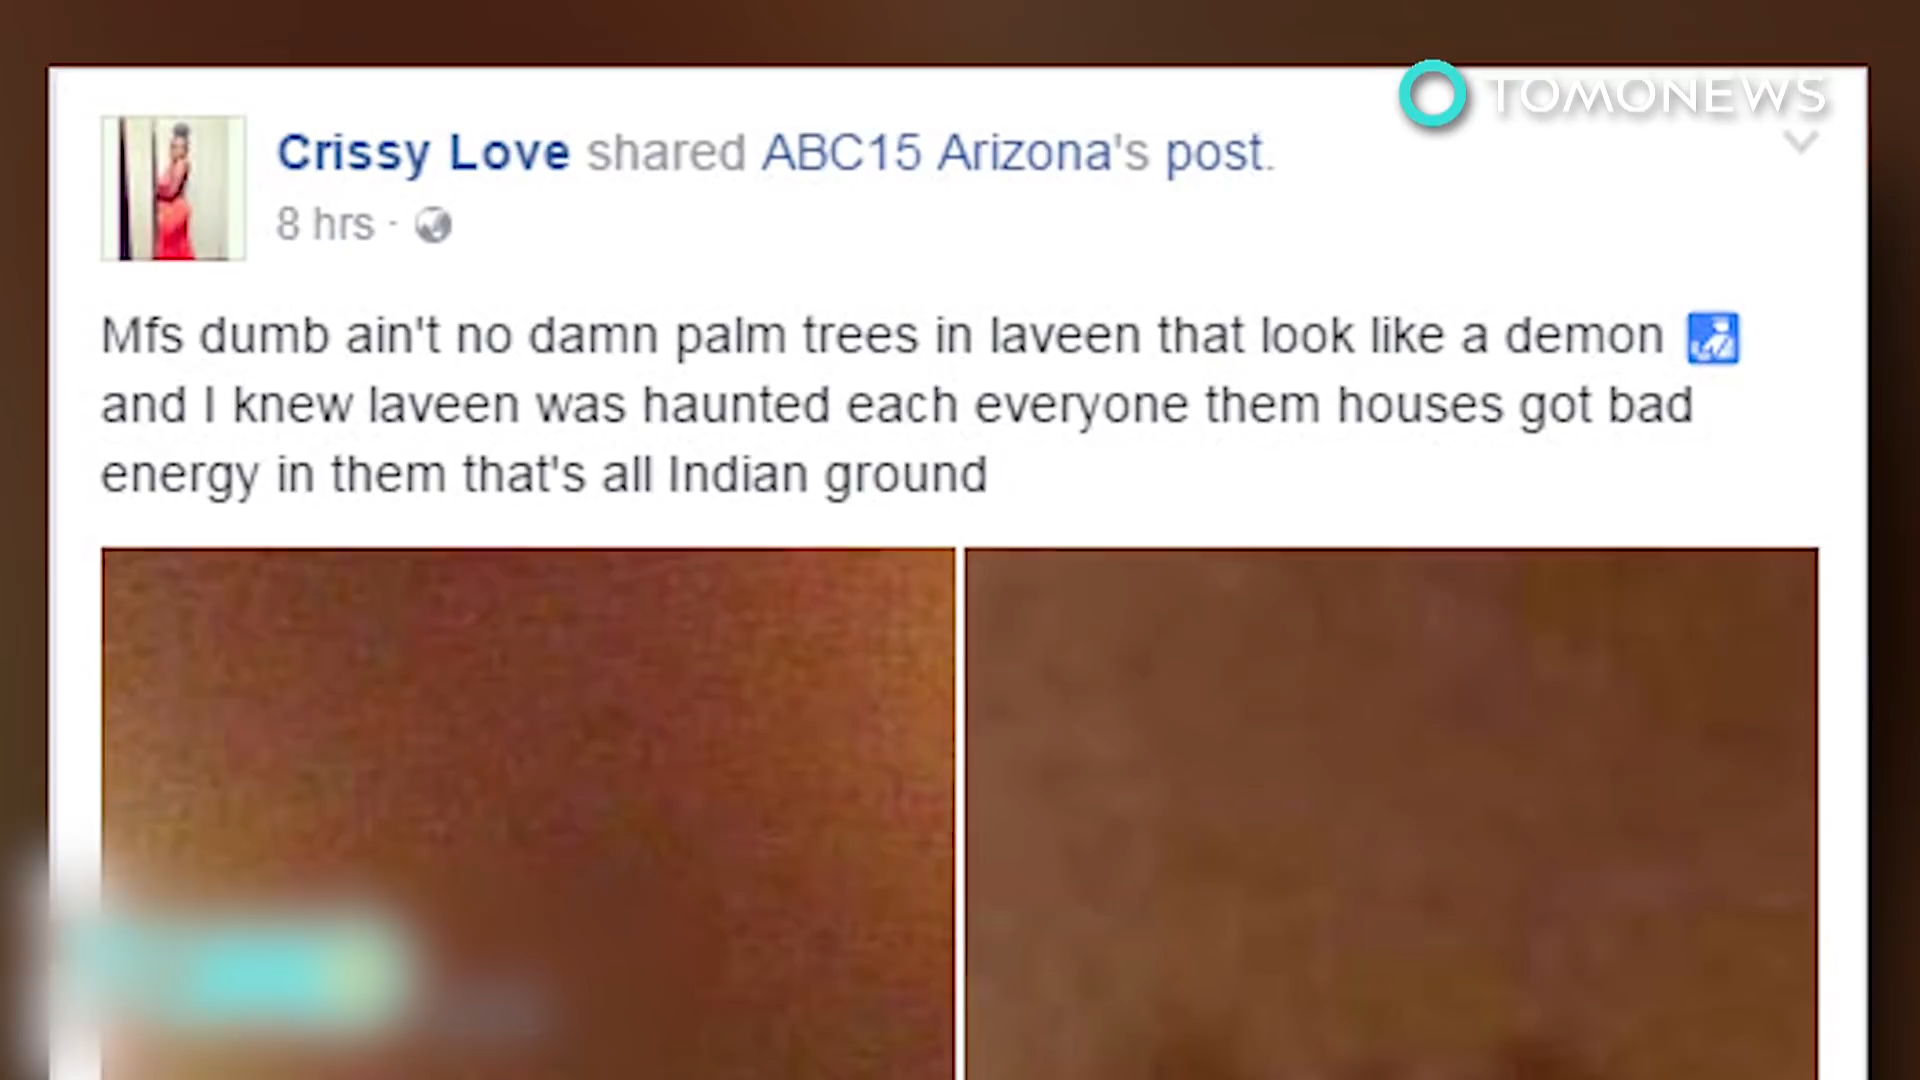 TOMONEWS
Crissy Love shared ABC15 Arizona's post.
8 hrs ·
Mfs dumb ain't no damn palm trees in laveen that look like a demon
and I knew laveen was haunted each everyone them houses got bad
energy in them that's all Indian ground